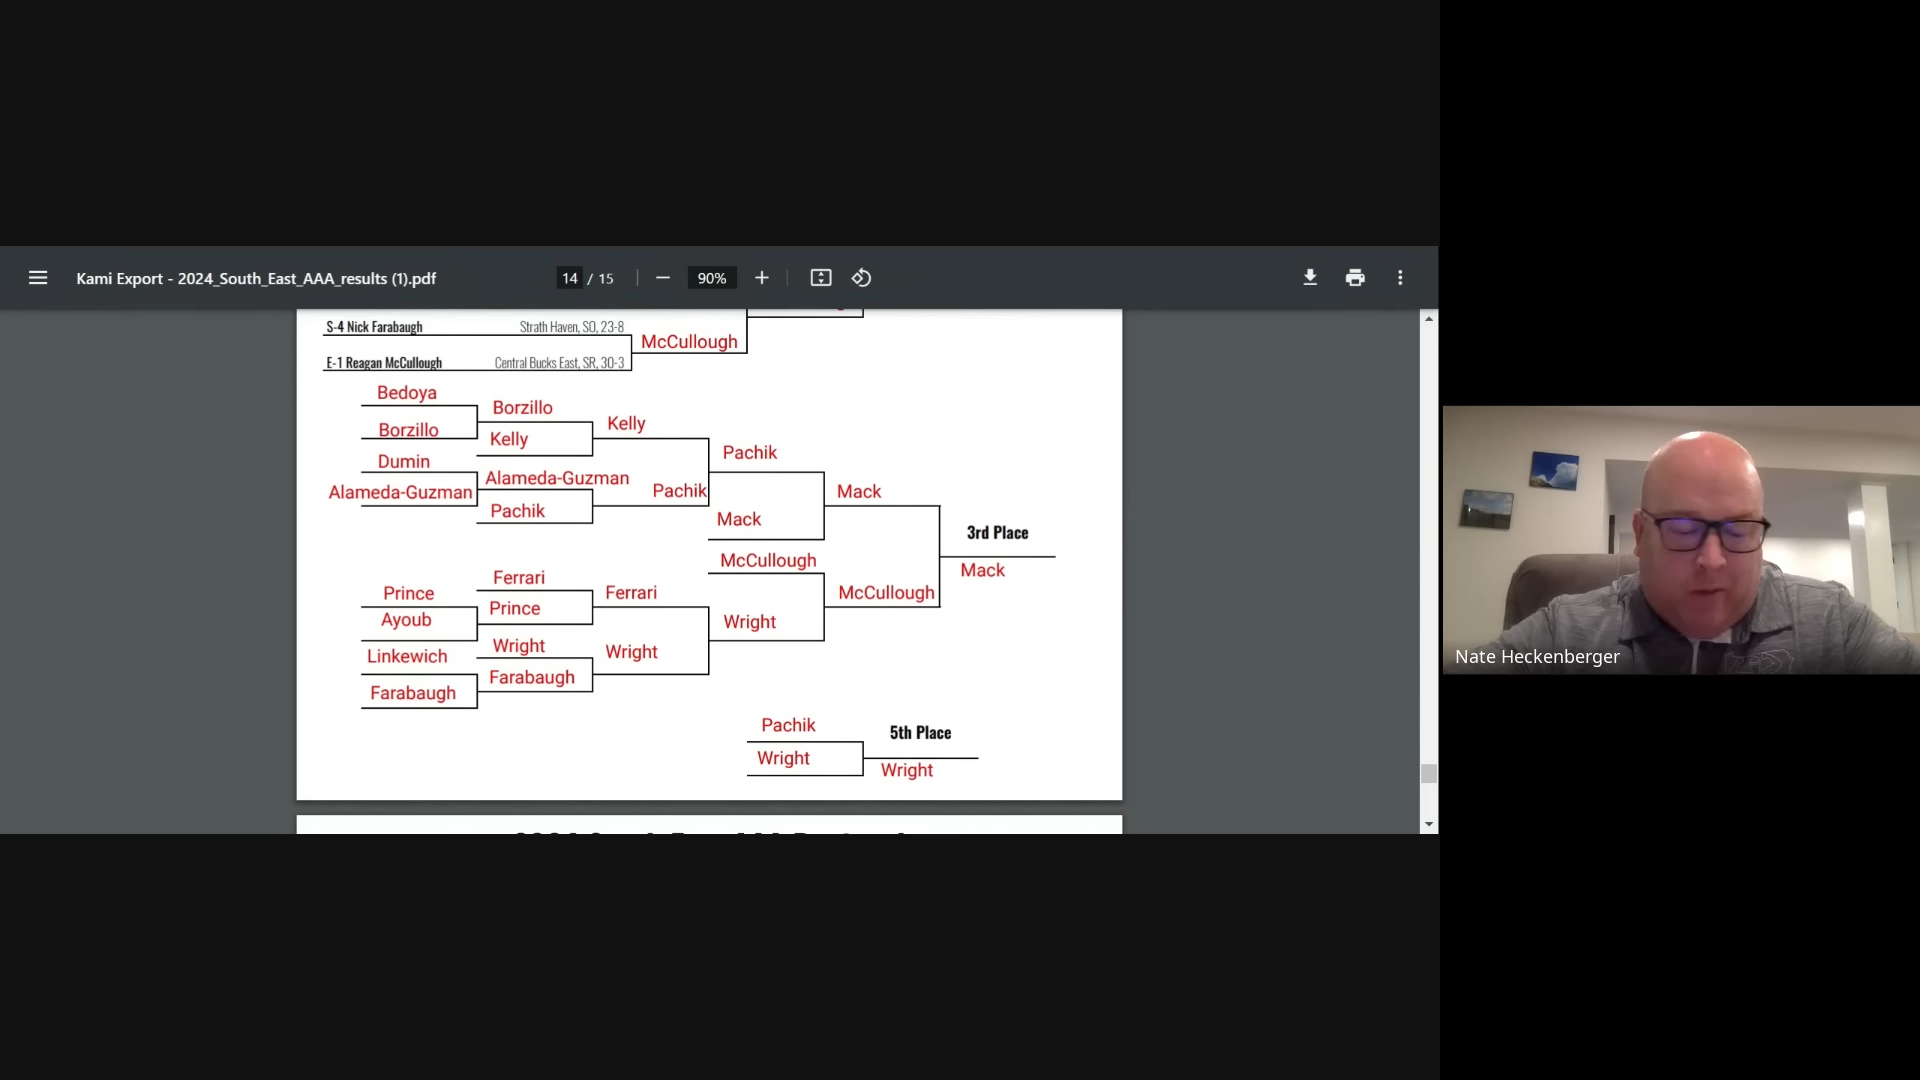 Kami Export - 2024_South_East_AAA_results (1).pdf
14 / 15
90%
S-4 Nick Farabaugh Strath Haven, SO, 23-8
McCullough
E-1 Reagan McCullough Central Bucks East, SR, 30-3
Bedoya
Borzillo
Kelly
Borzillo
Kelly
Pachik
Dumin
Alameda-Guzman
Pachik
Mack
Alameda-Guzman
Pachik
Mack
3rd Place
McCullough
Mack
Ferrari
Prince
Ferrari
McCullough
Prince
Ayoub
Wright
Wright
Wright
Linkewich
Farabaugh
Farabaugh
Pachik
5th Place
Wright
Wright
Nate Heckenberger